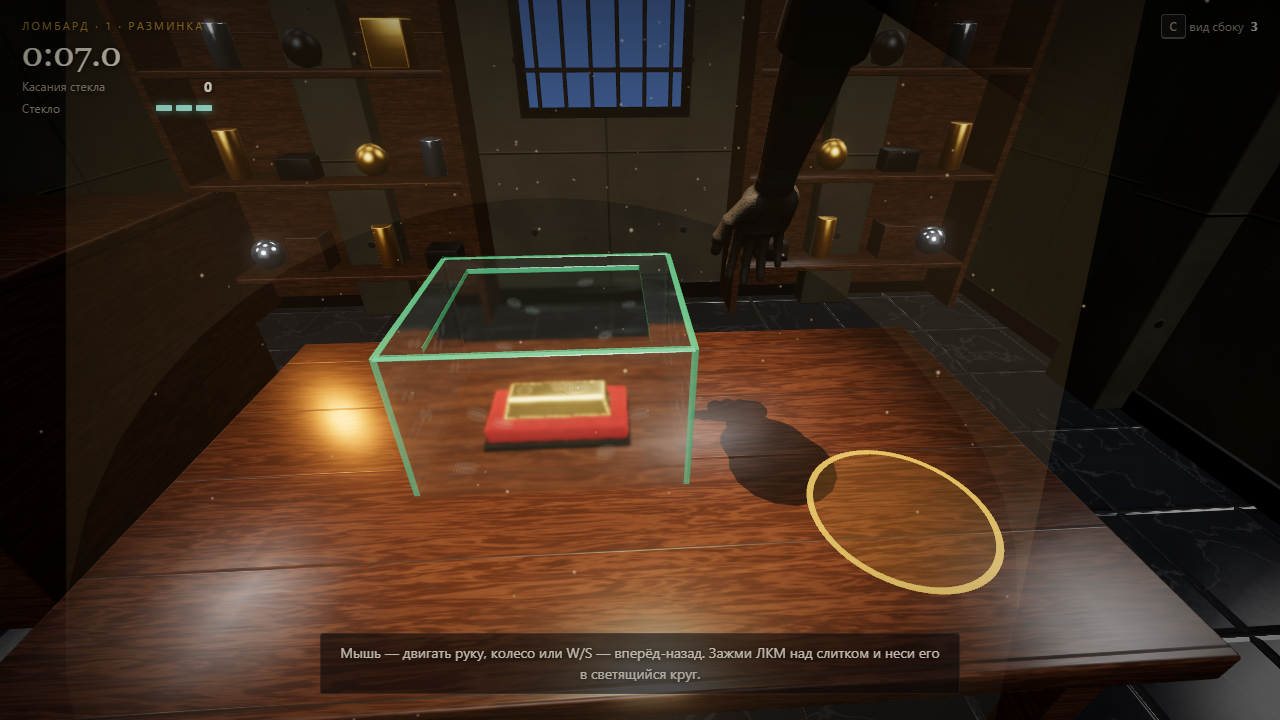 ЛОМБАРД · 1 · РАЗМИНКА
0:07.0
Касания стекла 0
Стекло
C вид сбоку 3
Мышь — двигать руку, колесо или W/S — вперёд-назад. Зажми ЛКМ над слитком и неси его
в светящийся круг.